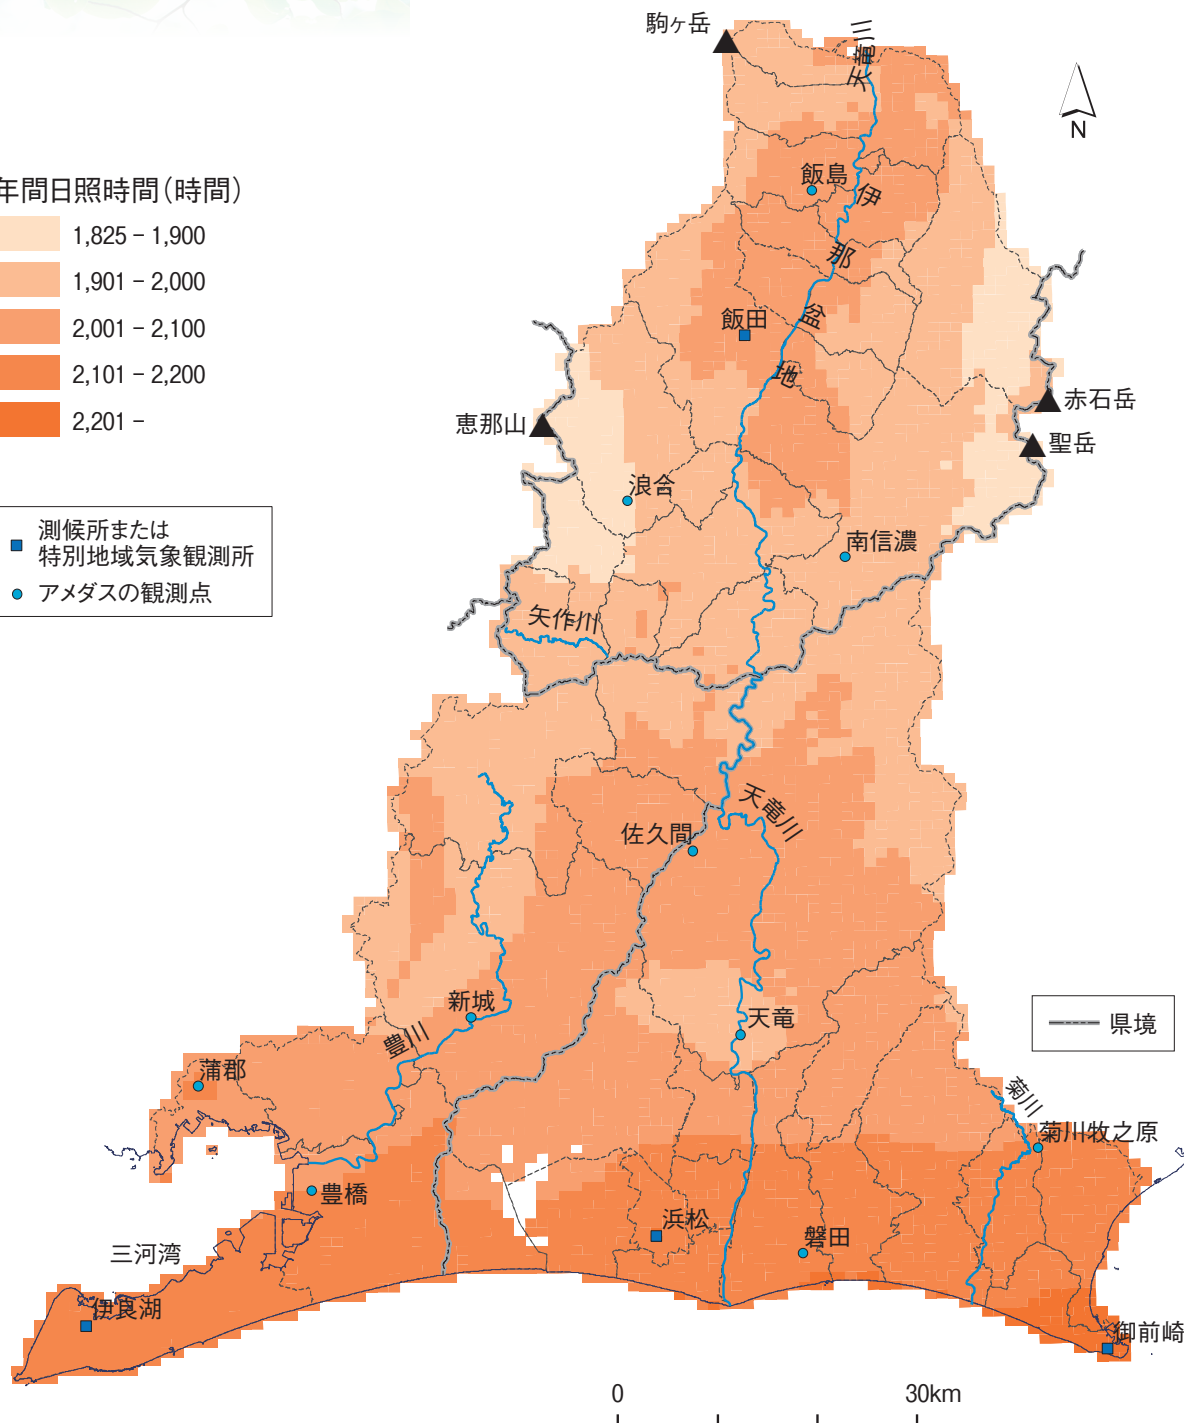 駒ヶ岳
天竜川
N
年間日照時間(時間)
1,825 - 1,900
1,901 - 2,000
2,001 - 2,100
2,101 - 2,200
2,201 -
飯島
伊那盆地
飯田
赤石岳
恵那山
聖岳
浪合
測候所または
特別地域気象観測所
アメダスの観測点
南信濃
矢作川
天竜川
佐久間
新城
天竜
県境
豊川
蒲郡
菊川
菊川牧之原
豊橋
浜松
磐田
三河湾
伊良湖
御前崎
0 30km